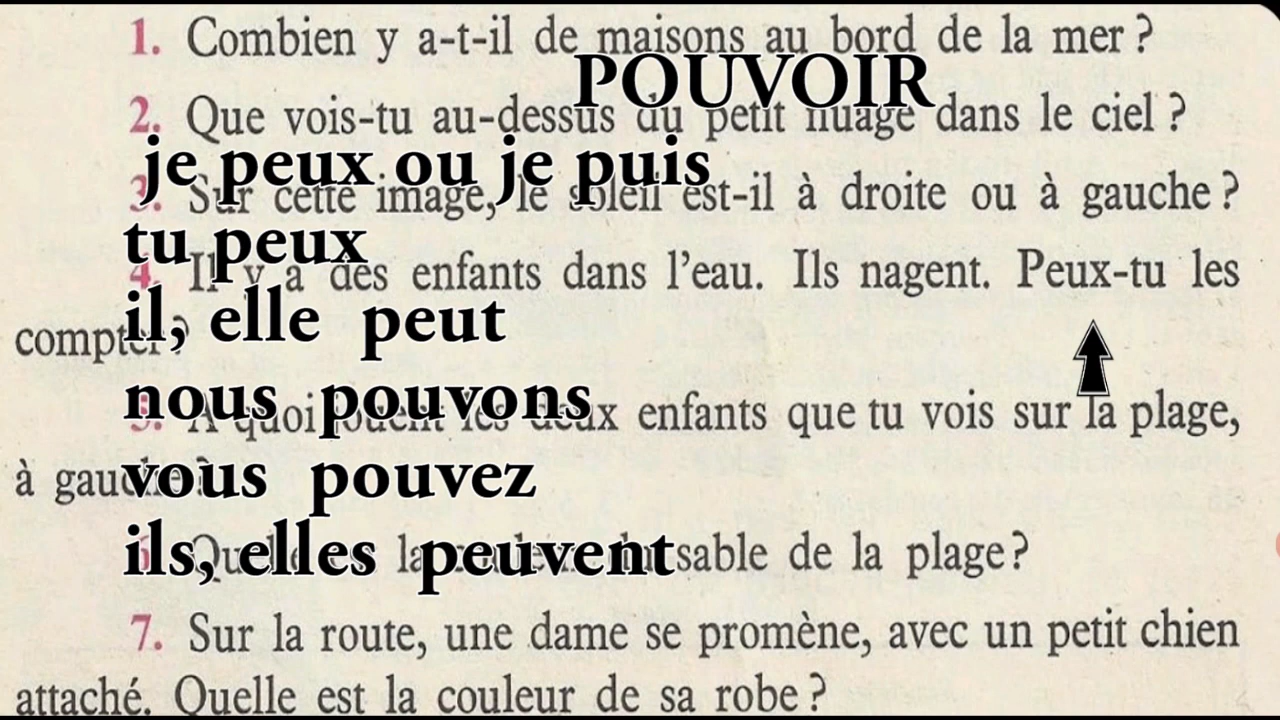 1. Combien y a-t-il de maisons au bord de la mer ?
POUVOIR
2. Que vois-tu au-dessus du petit nuage dans le ciel ?
je peux ou je puis
3. Sur cette image, le soleil est-il à droite ou à gauche ?
tu peux
4. Il y a des enfants dans l'eau. Ils nagent. Peux-tu les
compter ?
il, elle peut
nous pouvons
5. A quoi jouent les deux enfants que tu vois sur la plage,
à gauche ?
vous pouvez
ils, elles peuvent
6. la sable de la plage ?
7. Sur la route, une dame se promène, avec un petit chien
attaché. Quelle est la couleur de sa robe ?